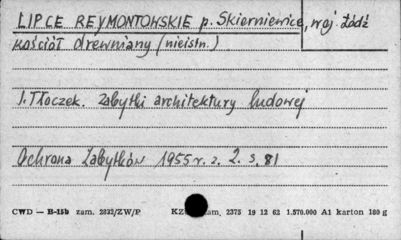 LIPCE REYMONTOWSKIE p. Skierniewice, woj. Łódź
Kościół drewniany (nieistn.)
I. Tłoczek. Zabytki architektury ludowej
Ochrona Zabytków 1955 r. z. 2. s. 81
CWD — B-15b zam. 2832/ZW/P KZ zam. 2375 19 12 62 1.570.000 A1 karton 180 g